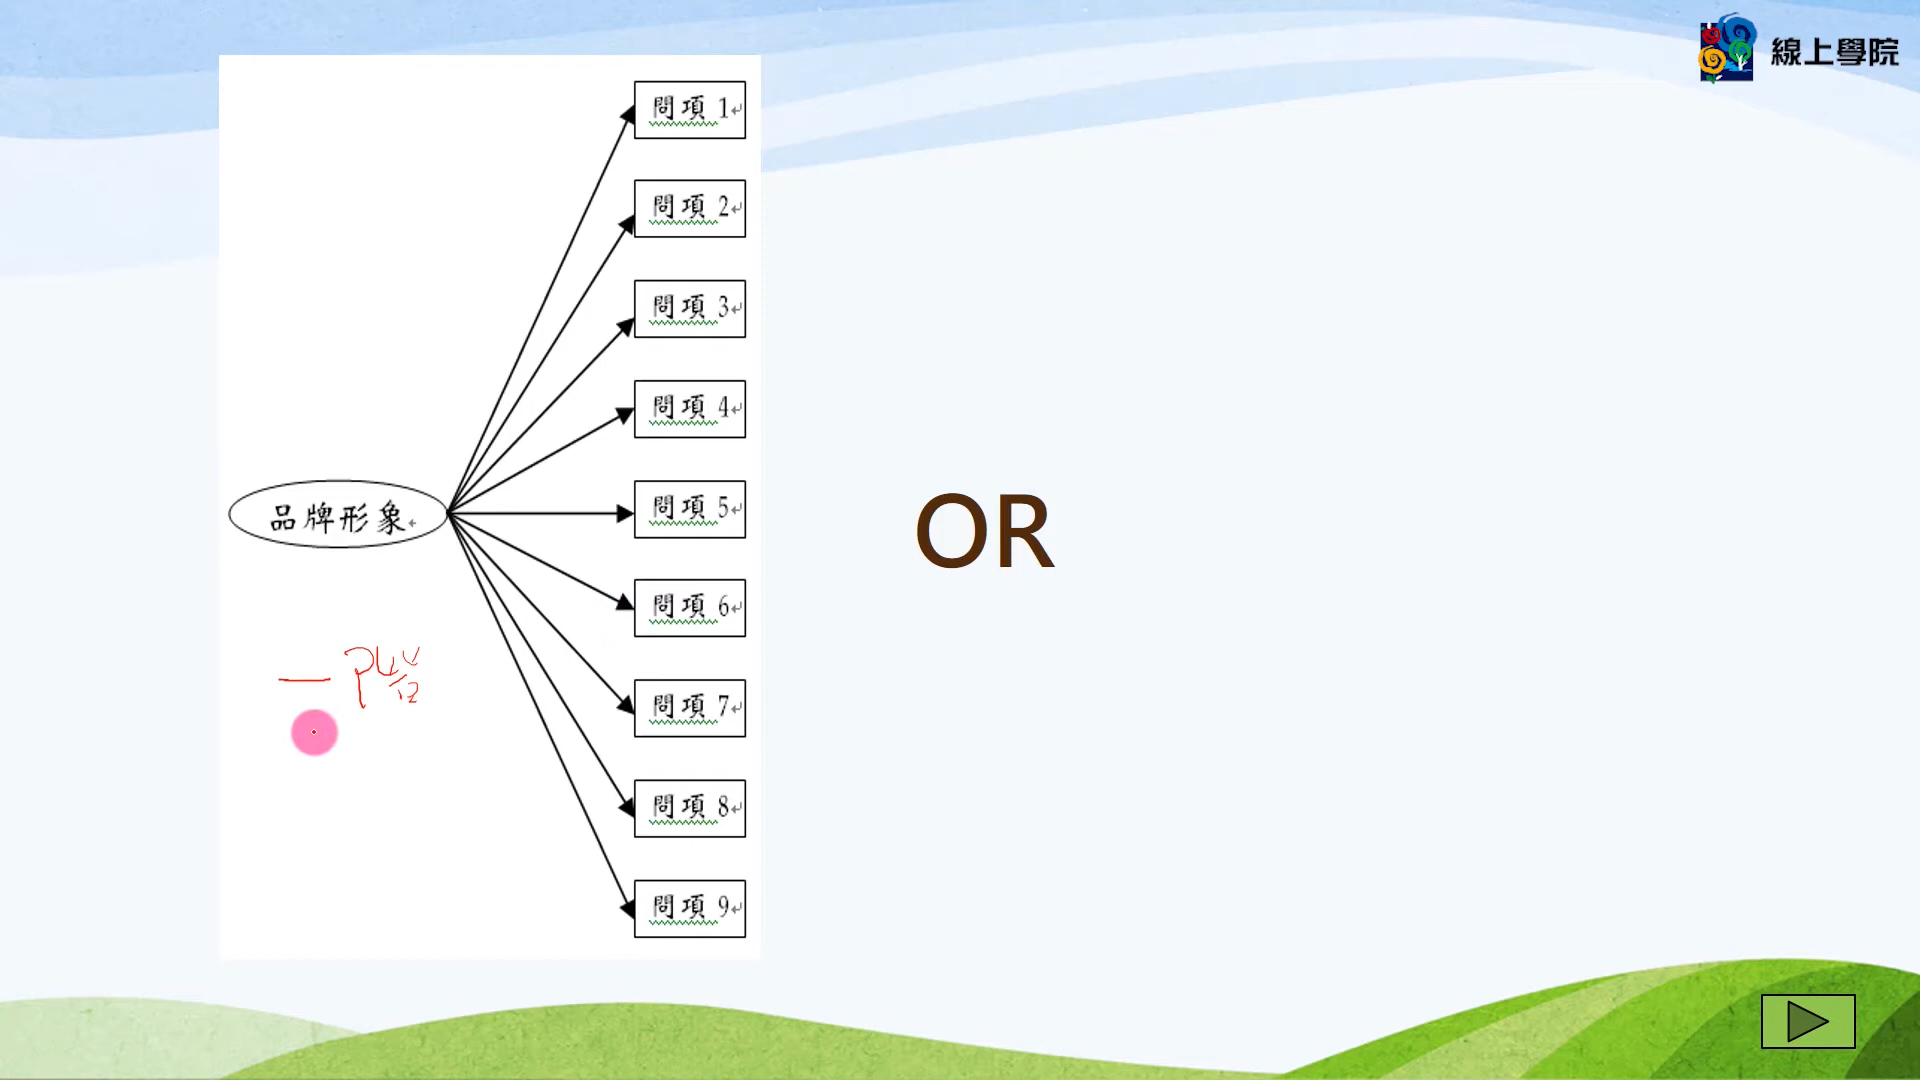 線上學院
問項 1
問項 2
問項 3
問項 4
品牌形象
問項 5
OR
問項 6
一階
問項 7
問項 8
問項 9